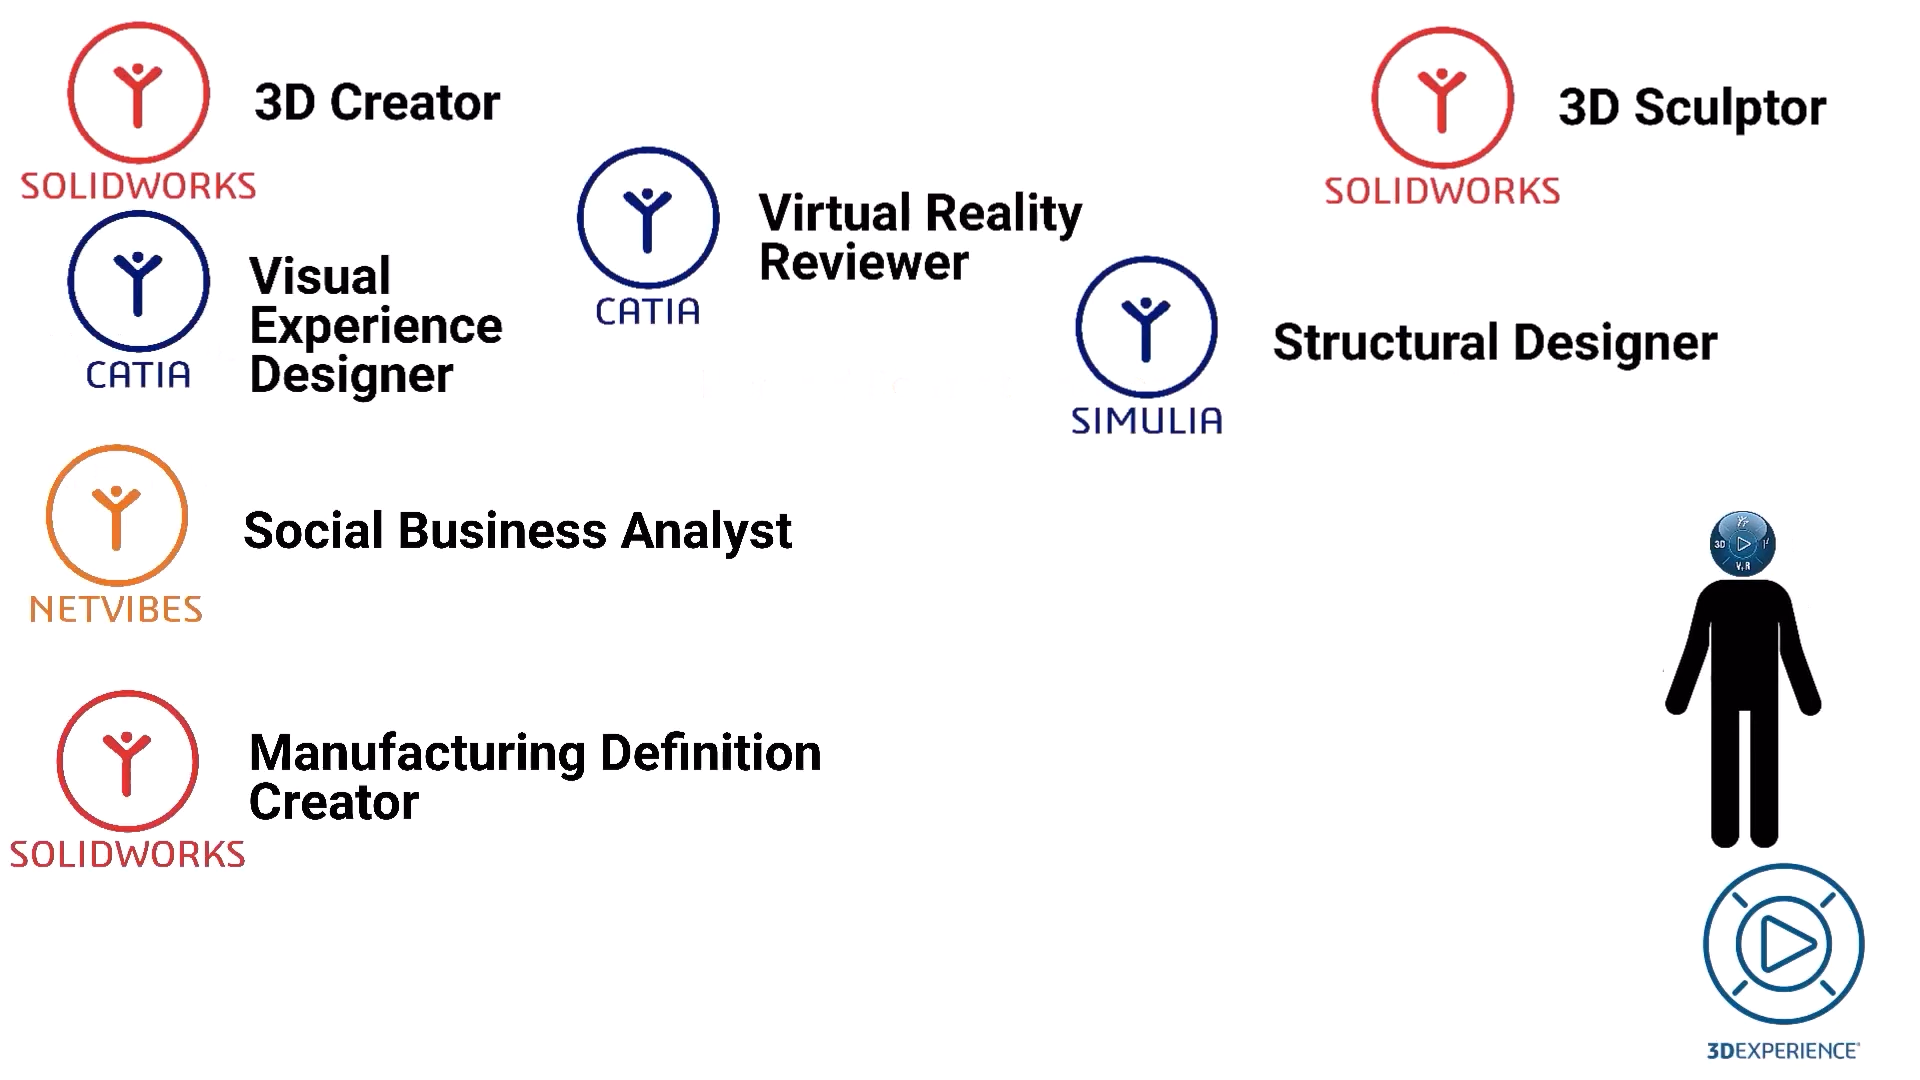 3D Creator
SOLIDWORKS
3D Sculptor
SOLIDWORKS
Virtual Reality
Reviewer
CATIA
Visual
Experience
Designer
CATIA
Structural Designer
SIMULIA
Social Business Analyst
NETVIBES
Manufacturing Definition
Creator
SOLIDWORKS
3D
V,R
3DEXPERIENCE